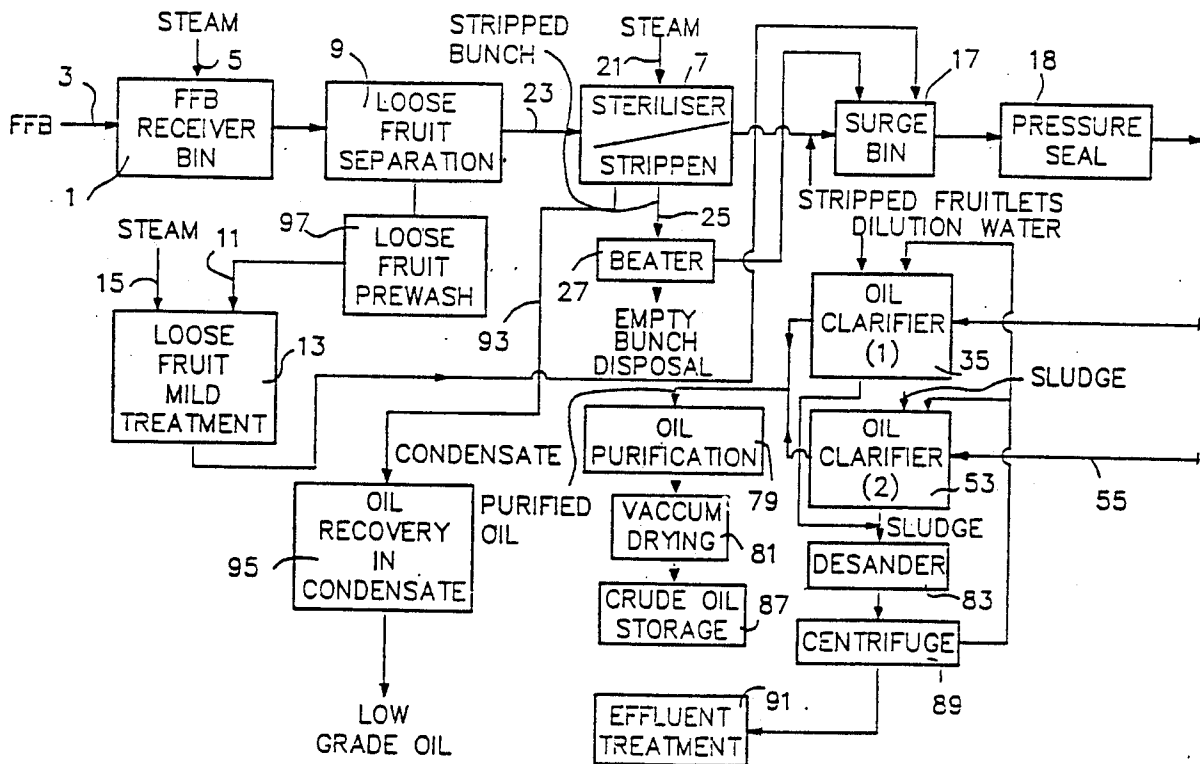 STEAM
5
3
FFB
FFB
RECEIVER
BIN
1
9
LOOSE
FRUIT
SEPARATION
23
STRIPPED
BUNCH
STEAM
21
7
STERILISER
STRIPPEN
17
SURGE
BIN
18
PRESSURE
SEAL
STRIPPED FRUITLETS
DILUTION WATER
25
BEATER
27
EMPTY
BUNCH
DISPOSAL
97
LOOSE
FRUIT
PREWASH
STEAM
15
11
LOOSE
FRUIT
MILD
TREATMENT
13
93
OIL
CLARIFIER
(1)
35
SLUDGE
OIL
CLARIFIER
(2)
53
55
OIL
PURIFICATION
79
CONDENSATE
PURIFIED
OIL
OIL
RECOVERY
IN
CONDENSATE
95
LOW
GRADE OIL
VACCUM
DRYING
81
CRUDE OIL
STORAGE
87
SLUDGE
DESANDER
83
CENTRIFUGE
89
91
EFFLUENT
TREATMENT